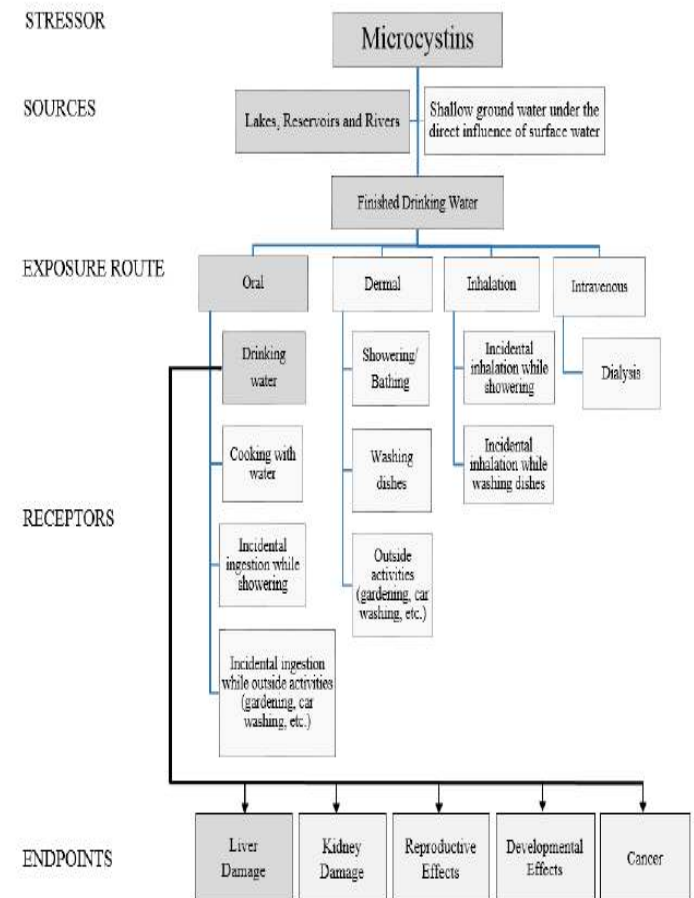 STRESSOR
Microcystins
SOURCES
Lakes, Reservoirs and Rivers
Shallow ground water under the
direct influence of surface water
Finished Drinking Water
EXPOSURE ROUTE
Oral
Dermal
Inhalation
Intravenous
Drinking
water
Showering/
Bathing
Incidental
inhalation while
showering
Dialysis
Cooking with
water
Washing
dishes
Incidental
inhalation while
washing dishes
RECEPTORS
Incidental
ingestion while
showering
Outside
activities
(gardening, car
washing, etc.)
Incidental ingestion
while outside activities
(gardening, car
washing, etc.)
ENDPOINTS
Liver
Damage
Kidney
Damage
Reproductive
Effects
Developmental
Effects
Cancer